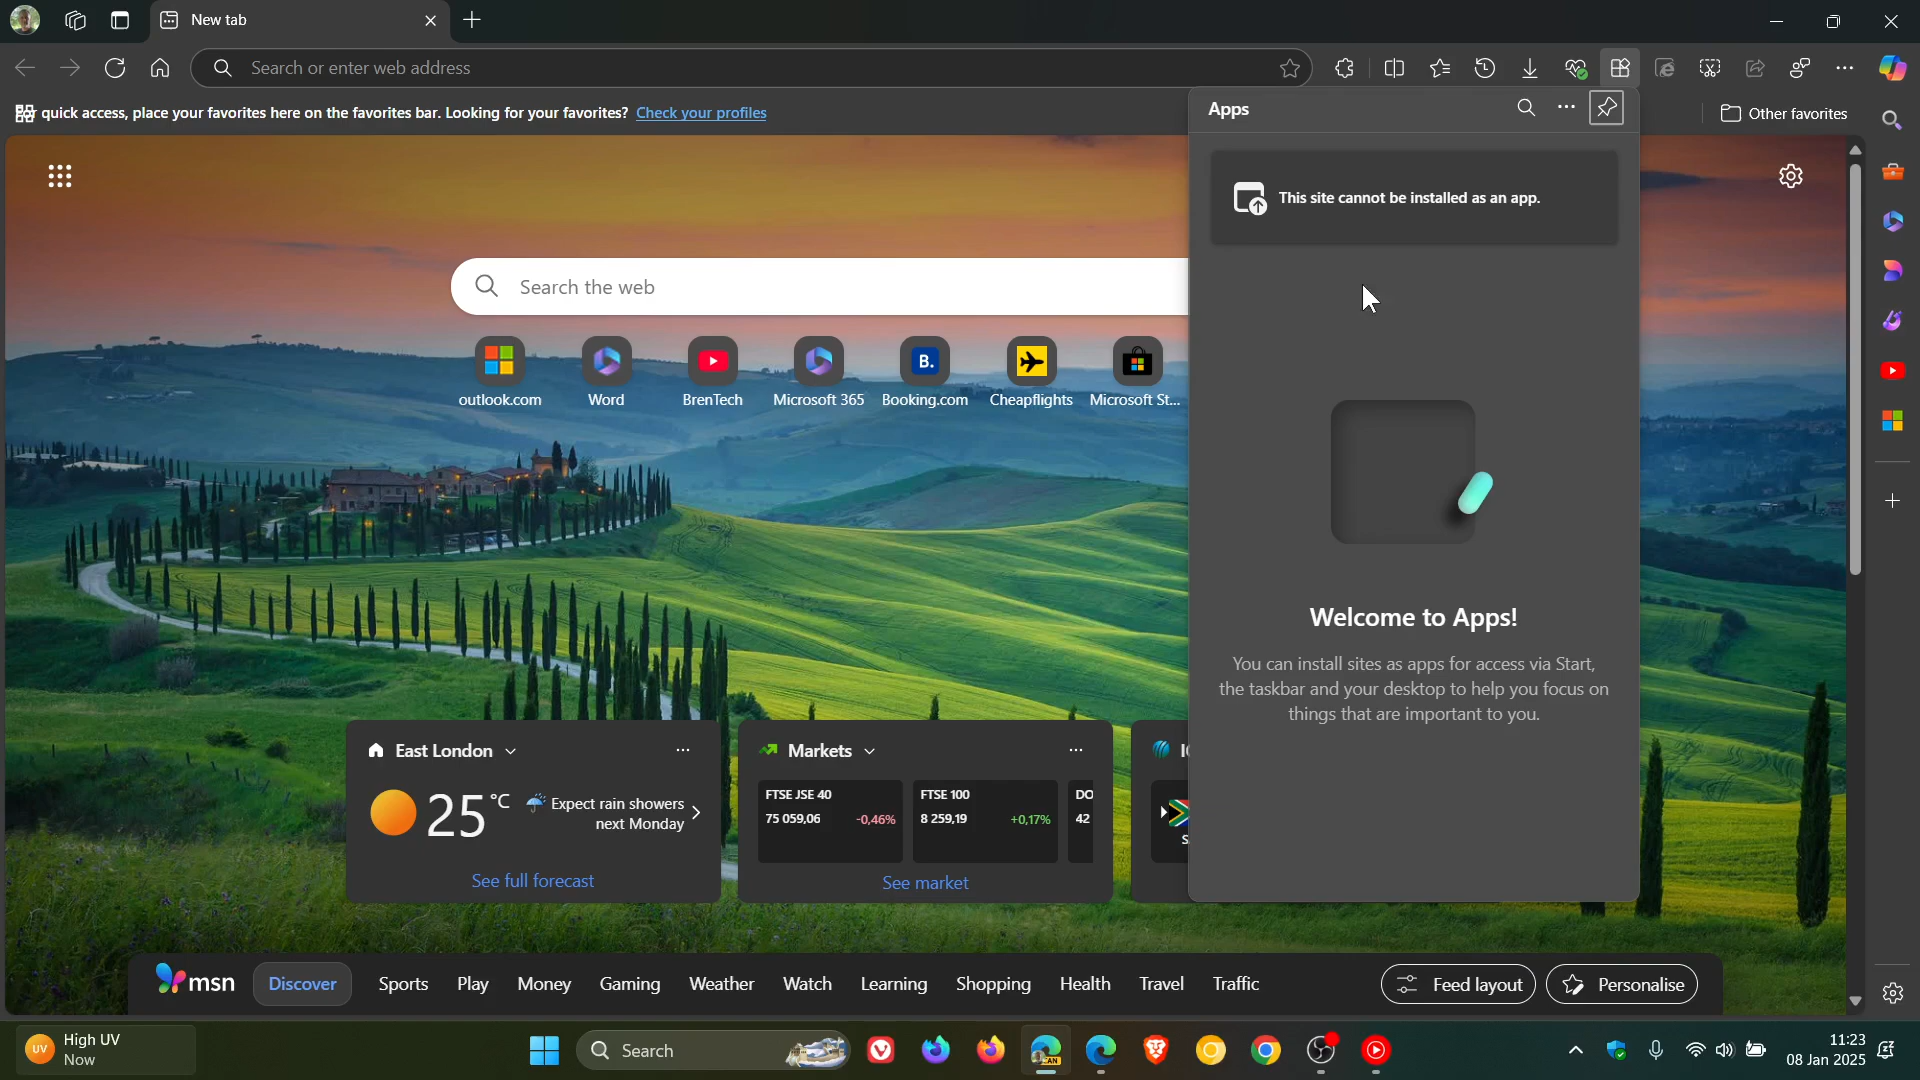 New tab
Search or enter web address
quick access, place your favorites here on the favorites bar. Looking for your favorites? Check your profiles
Other favorites
Apps
This site cannot be installed as an app.
Search the web
outlook.com
Word
BrenTech
Microsoft 365
B.
Booking.com
Cheapflights
Microsoft St...
Welcome to Apps!
You can install sites as apps for access via Start,
the taskbar and your desktop to help you focus on
things that are important to you.
East London
25°C
Expect rain showers
next Monday
See full forecast
Markets
FTSE JSE 40
75 059,06 -0,46%
FTSE 100
8 259,19 +0,17%
DO
42
See market
msn
Discover
Sports
Play
Money
Gaming
Weather
Watch
Learning
Shopping
Health
Travel
Traffic
Feed layout
Personalise
UV
High UV
Now
Search
CAN
11:23
08 Jan 2025